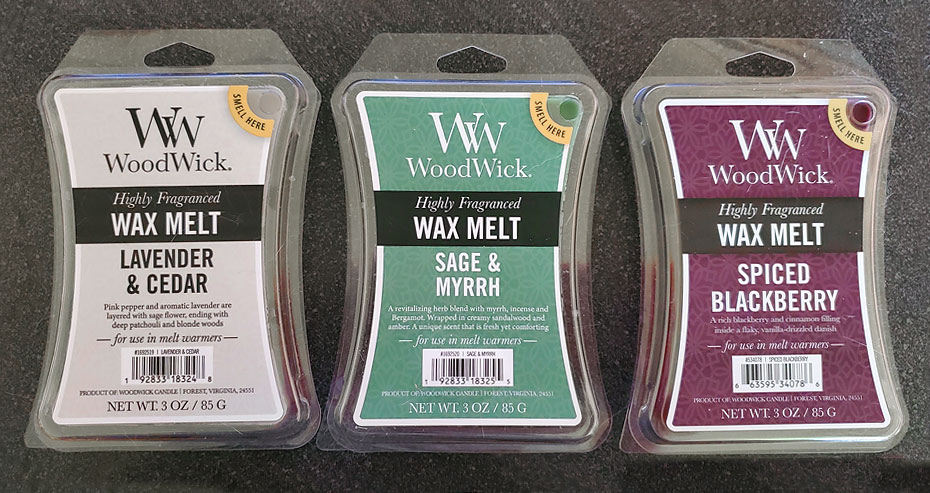 SMELL HERE
WW
WoodWick.
Highly Fragranced
WAX MELT
LAVENDER
& CEDAR
Pink pepper and aromatic lavender are
layered with sage flower, ending with
deep patchouli and blonde woods
for use in melt warmers
#1692519 | LAVENDER & CEDAR
1 92833 18324 8
PRODUCT OF: WOODWICK CANDLE | FOREST, VIRGINIA, 24551
NET WT. 3 OZ / 85 G
SMELL HERE
WW
WoodWick.
Highly Fragranced
WAX MELT
SAGE &
MYRRH
A revitalizing herb blend with myrrh, incense and
Bergamot. Wrapped in creamy sandalwood and
amber. A unique scent that is fresh yet comforting
for use in melt warmers
#1692520 | SAGE & MYRRH
1 92833 18325 5
PRODUCT OF: WOODWICK CANDLE | FOREST, VIRGINIA, 24551
NET WT. 3 OZ / 85 G
SMELL HERE
WW
WoodWick.
Highly Fragranced
WAX MELT
SPICED
BLACKBERRY
A rich blackberry and cinnamon filling
inside a flaky, vanilla-drizzled danish
for use in melt warmers
#534078 | SPICED BLACKBERRY
6 63595 34078 6
PRODUCT OF: WOODWICK CANDLE | FOREST, VIRGINIA, 24551
NET WT. 3 OZ / 85 G